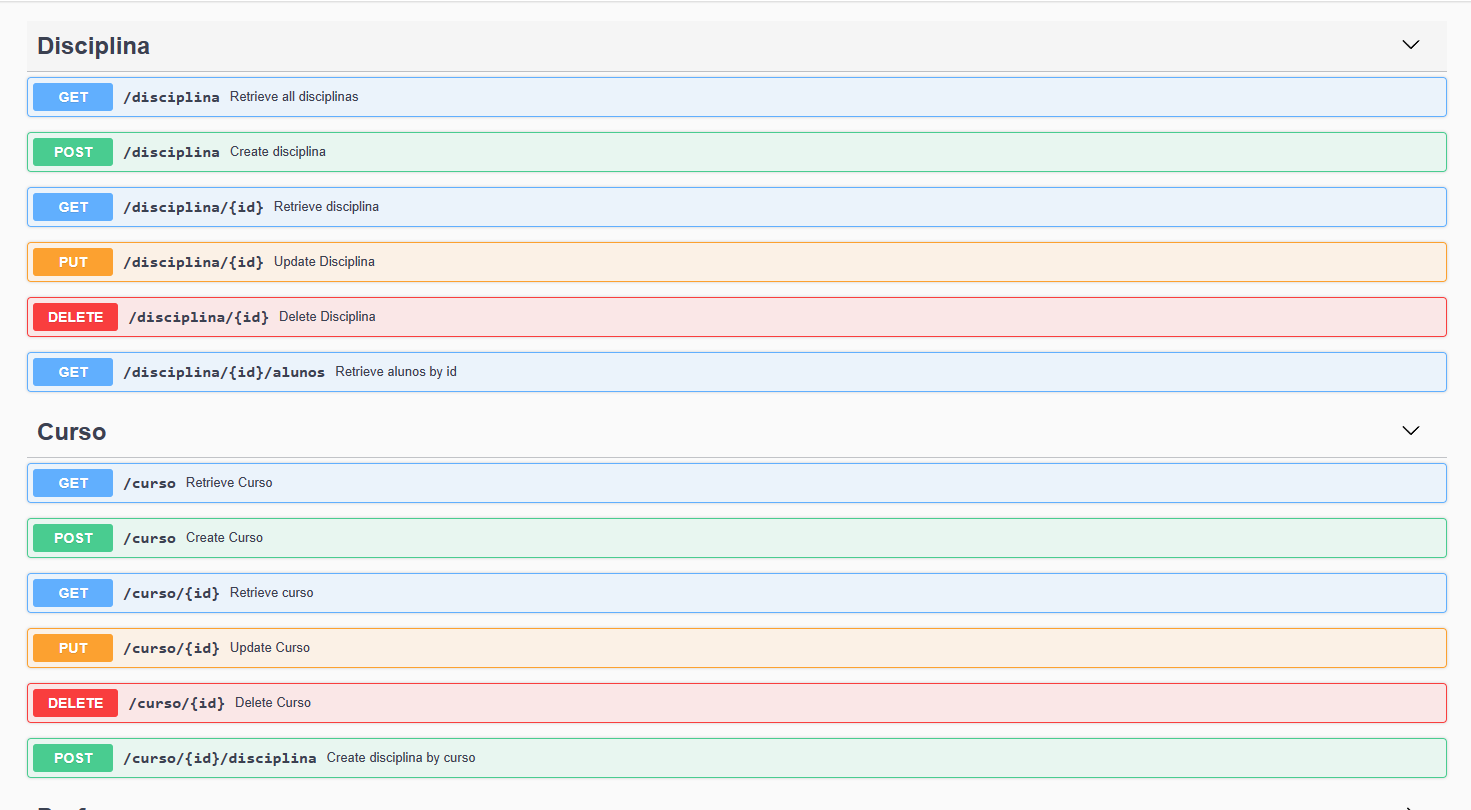 Disciplina
GET /disciplina Retrieve all disciplinas
POST /disciplina Create disciplina
GET /disciplina/{id} Retrieve disciplina
PUT /disciplina/{id} Update Disciplina
DELETE /disciplina/{id} Delete Disciplina
GET /disciplina/{id}/alunos Retrieve alunos by id
Curso
GET /curso Retrieve Curso
POST /curso Create Curso
GET /curso/{id} Retrieve curso
PUT /curso/{id} Update Curso
DELETE /curso/{id} Delete Curso
POST /curso/{id}/disciplina Create disciplina by curso